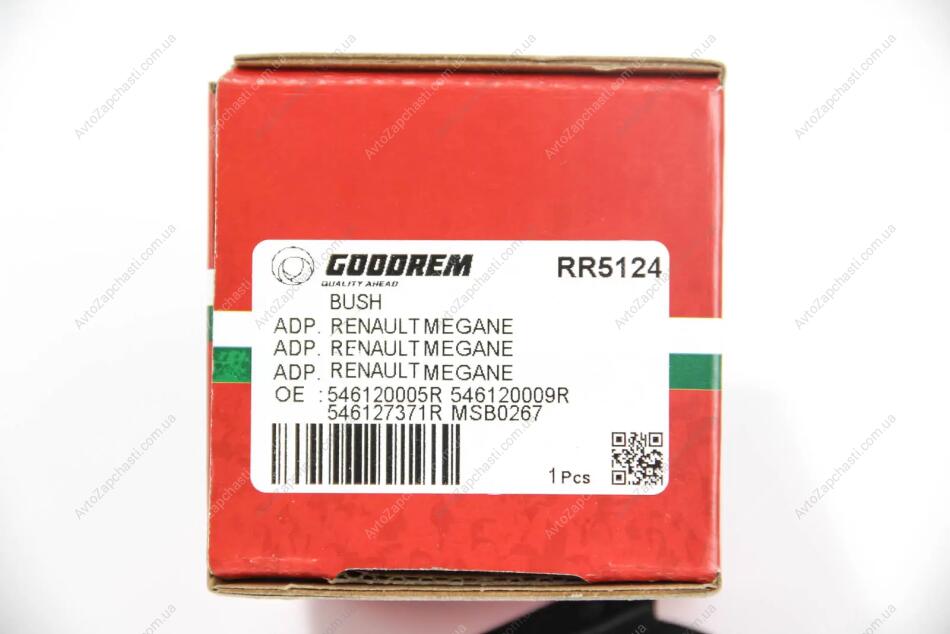 GOODREM
QUALITY AHEAD
RR5124
BUSH
ADP. RENAULT MEGANE
ADP. RENAULT MEGANE
ADP. RENAULT MEGANE
OE : 546120005R 546120009R
546127371R MSB0267
1 Pcs
AvtoZapchasti.com.ua